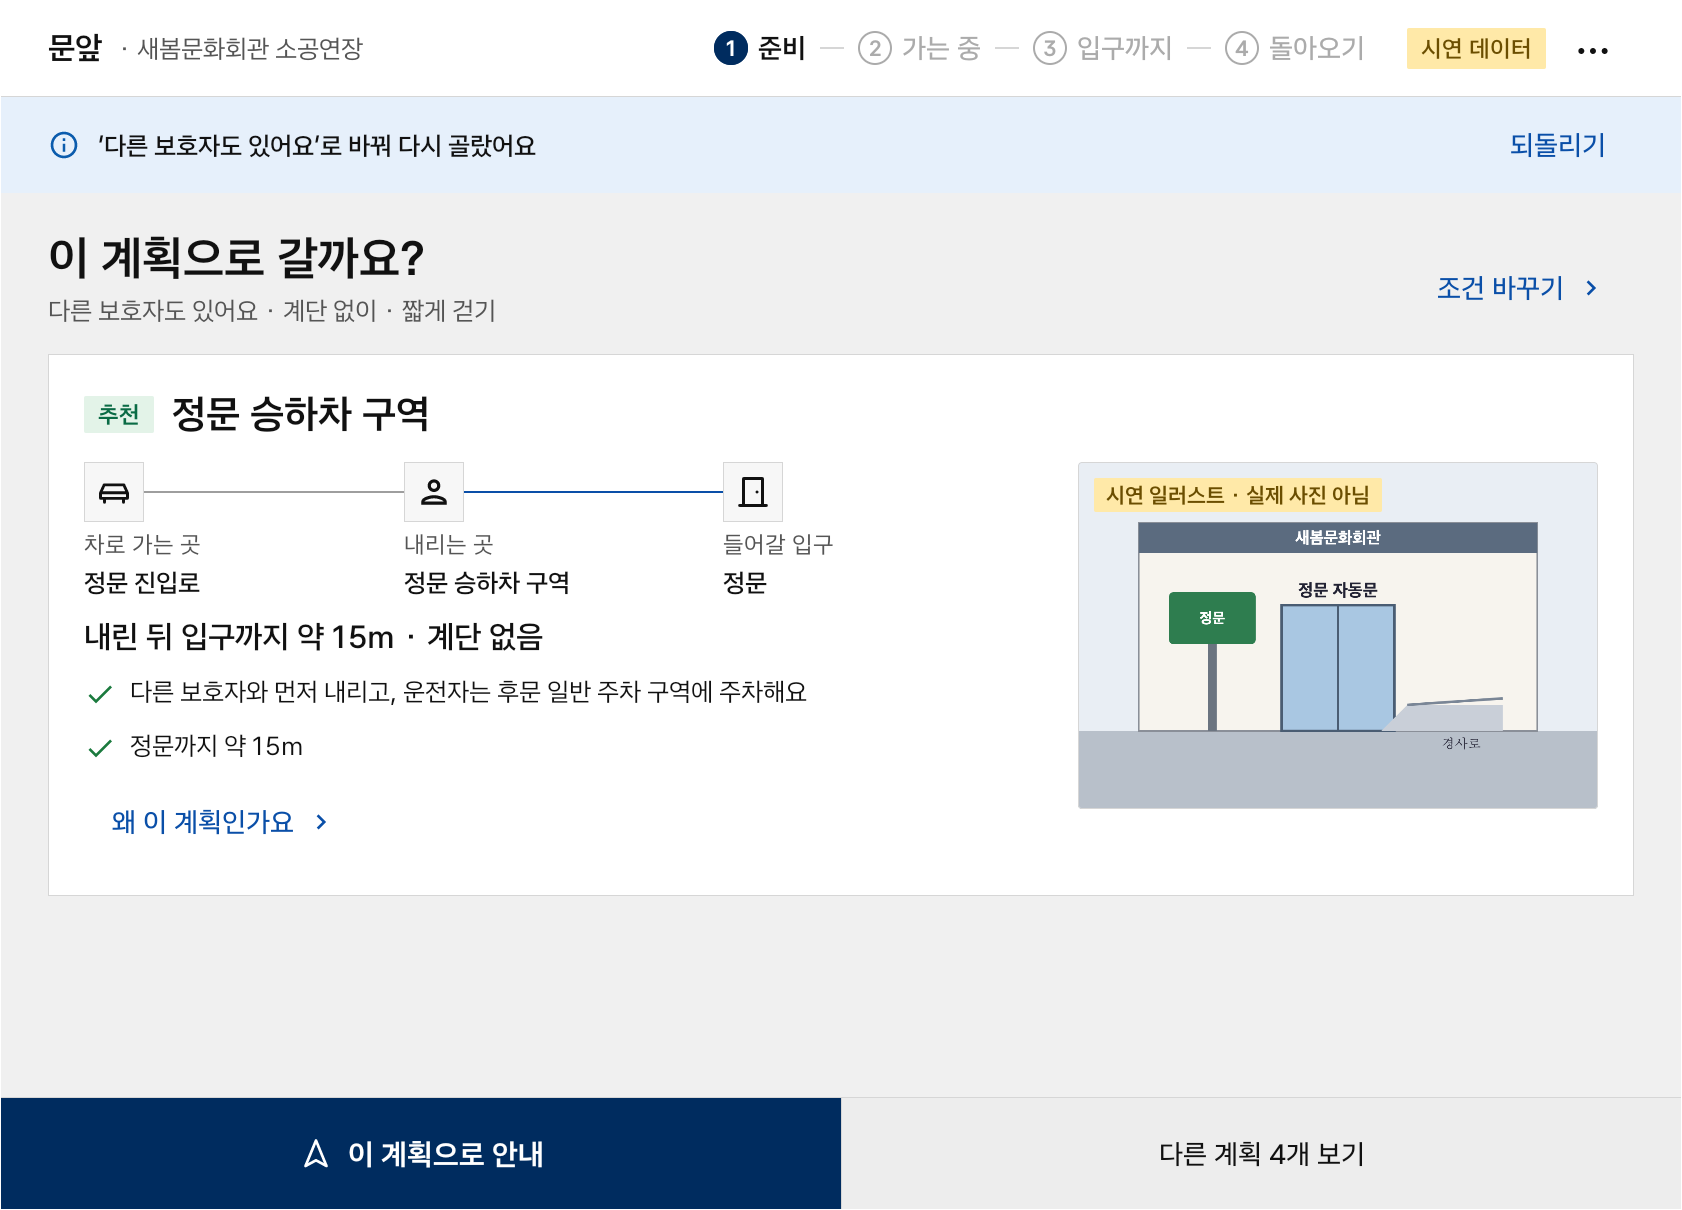 문앞 · 새봄문화회관 소공연장
1 준비 2 가는 중 3 입구까지 4 돌아오기
시연 데이터
'다른 보호자도 있어요'로 바꿔 다시 골랐어요
되돌리기
이 계획으로 갈까요?
다른 보호자도 있어요 · 계단 없이 · 짧게 걷기
조건 바꾸기
추천 정문 승하차 구역
차로 가는 곳
정문 진입로
내리는 곳
정문 승하차 구역
들어갈 입구
정문
내린 뒤 입구까지 약 15m · 계단 없음
다른 보호자와 먼저 내리고, 운전자는 후문 일반 주차 구역에 주차해요
정문까지 약 15m
왜 이 계획인가요
시연 일러스트 · 실제 사진 아님
새봄문화회관
정문 자동문
정문
경사로
이 계획으로 안내
다른 계획 4개 보기